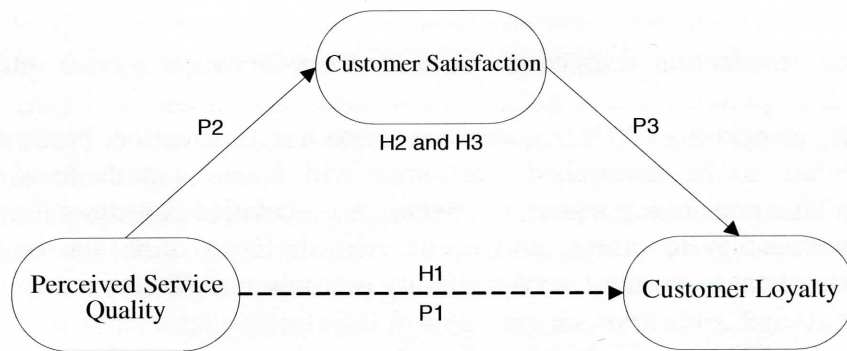 Customer Satisfaction
P2
P3
H2 and H3
Perceived Service
Quality
H1
P1
Customer Loyalty